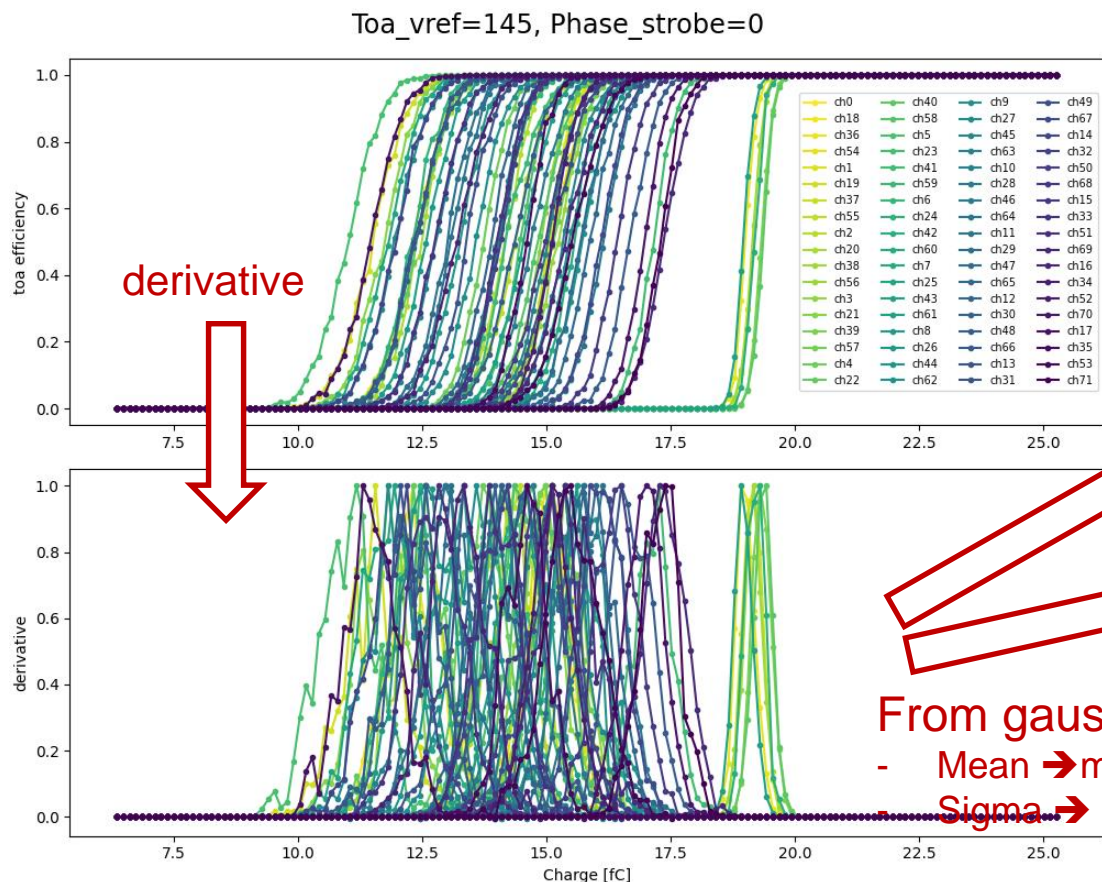 Toa_vref=145, Phase_strobe=0
1.0
0.8
0.6
0.4
0.2
0.0
toa efficiency
7.5 10.0 12.5 15.0 17.5 20.0 22.5 25.0
ch0 ch40 ch9 ch49
ch18 ch58 ch27 ch67
ch36 ch5 ch45 ch14
ch54 ch23 ch63 ch32
ch1 ch41 ch10 ch50
ch19 ch59 ch28 ch68
ch37 ch6 ch46 ch15
ch55 ch24 ch64 ch33
ch2 ch42 ch11 ch51
ch20 ch60 ch29 ch69
ch38 ch7 ch47 ch16
ch56 ch25 ch65 ch34
ch3 ch43 ch12 ch52
ch21 ch61 ch30 ch70
ch39 ch8 ch48 ch17
ch57 ch26 ch66 ch35
ch4 ch44 ch13 ch53
ch22 ch62 ch31 ch71
derivative
1.0
0.8
0.6
0.4
0.2
0.0
derivative
7.5 10.0 12.5 15.0 17.5 20.0 22.5 25.0
Charge [fC]
From gaus
- Mean ➔m
- Sigma ➔